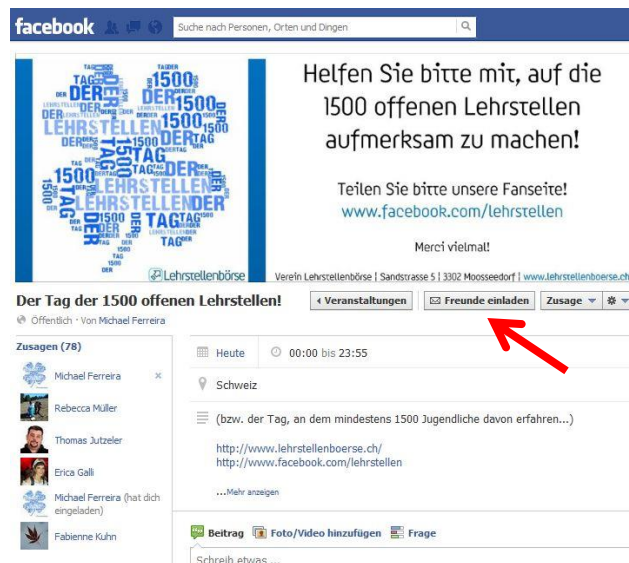 facebook
Suche nach Personen, Orten und Dingen
TAG
1500
DER
LEHRSTELLEN
Helfen Sie bitte mit, auf die
1500 offenen Lehrstellen
aufmerksam zu machen!
Teilen Sie bitte unsere Fanseite!
www.facebook.com/lehrstellen
Merci vielmal!
Lehrstellenbörse
Verein Lehrstellenbörse | Sandstrasse 5 | 3302 Moosseedorf | www.lehrstellenboerse.ch
Der Tag der 1500 offenen Lehrstellen!
Veranstaltungen
Freunde einladen
Zusage
Öffentlich · Von Michael Ferreira
Zusagen (78)
Michael Ferreira
Rebecca Müller
Thomas Jutzeler
Erica Galli
Michael Ferreira (hat dich
eingeladen)
Fabienne Kuhn
Heute 00:00 bis 23:55
Schweiz
(bzw. der Tag, an dem mindestens 1500 Jugendliche davon erfahren...)
http://www.lehrstellenboerse.ch/
http://www.facebook.com/lehrstellen
...Mehr anzeigen
Beitrag Foto/Video hinzufügen Frage
Schreib etwas ...